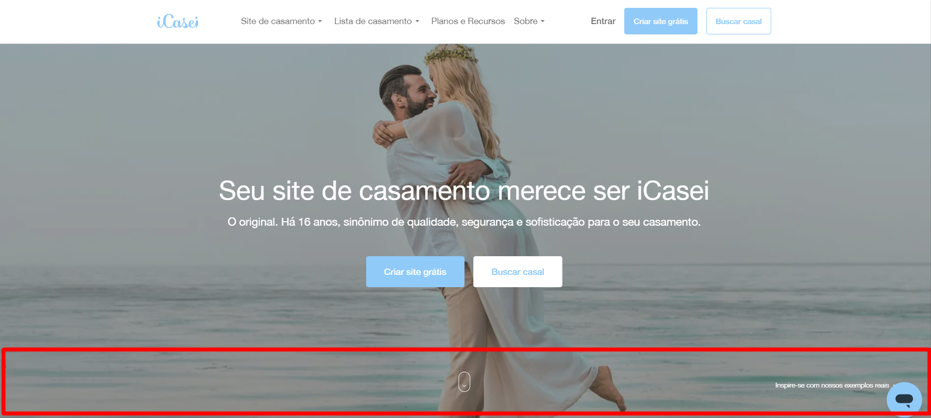 iCasei
Site de casamento
Lista de casamento
Planos e Recursos
Sobre
Entrar
Criar site grátis
Buscar casal
Seu site de casamento merece ser iCasei
O original. Há 16 anos, sinônimo de qualidade, segurança e sofisticação para o seu casamento.
Criar site grátis
Buscar casal
Inspire-se com nossos exemplos reais